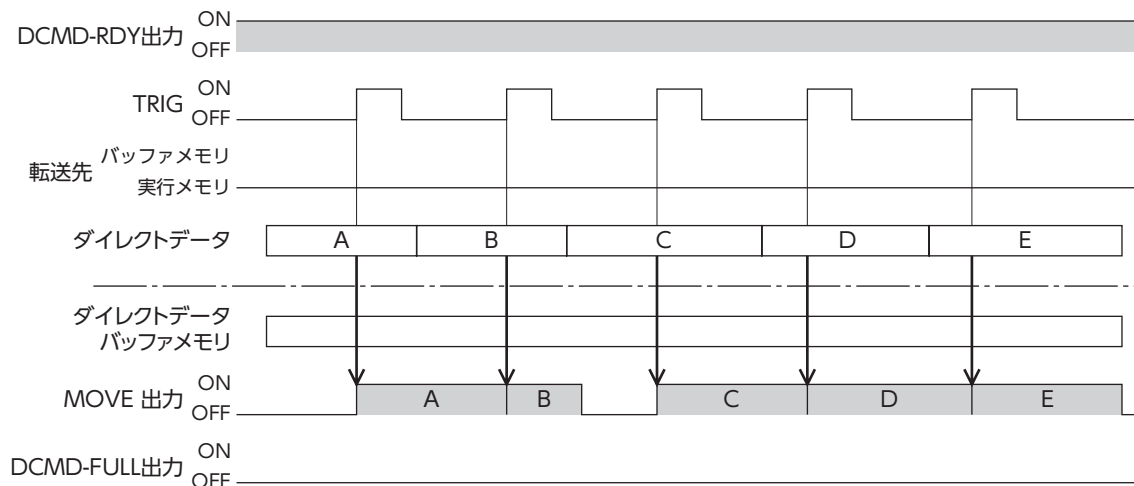 DCMD-RDY出力 ON
OFF
TRIG ON
OFF
転送先 バッファメモリ
実行メモリ
ダイレクトデータ A B C D E
ダイレクトデータ
バッファメモリ
MOVE 出力 ON
OFF
A B C D E
DCMD-FULL出力 ON
OFF